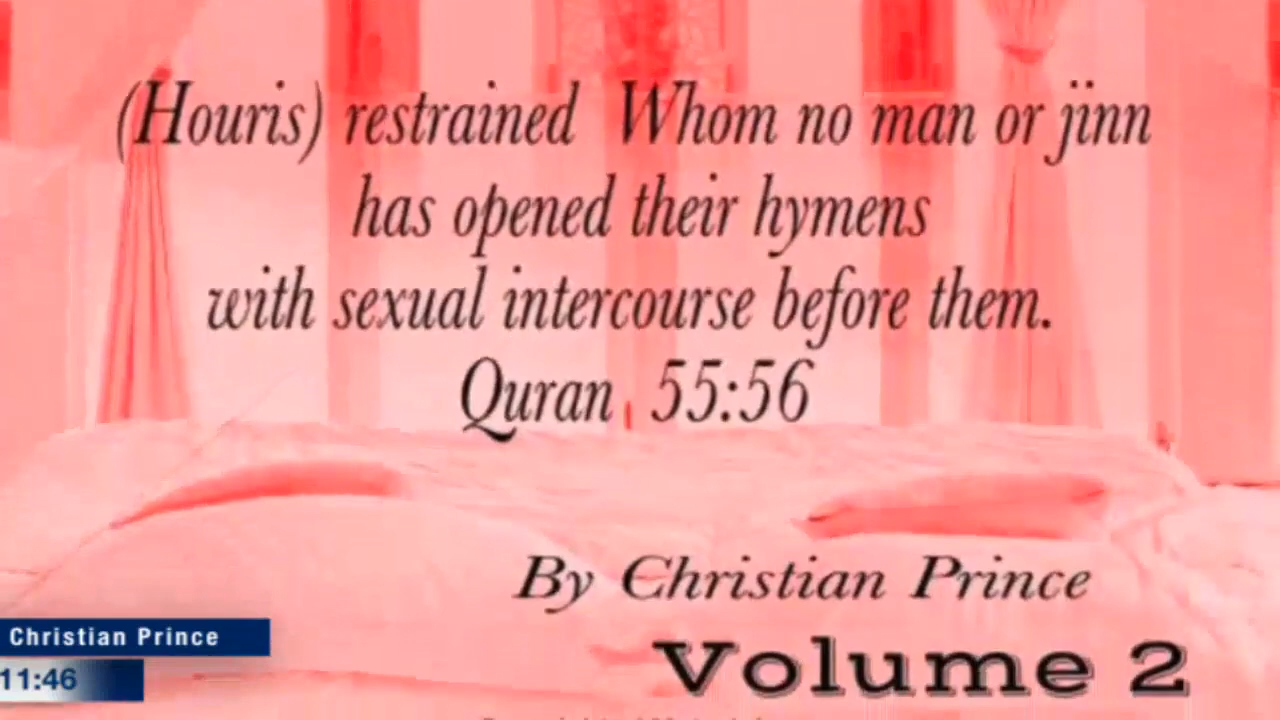 (Houris) restrained Whom no man or jinn
has opened their hymens
with sexual intercourse before them.
Quran 55:56
By Christian Prince
Volume 2
Christian Prince
11:46